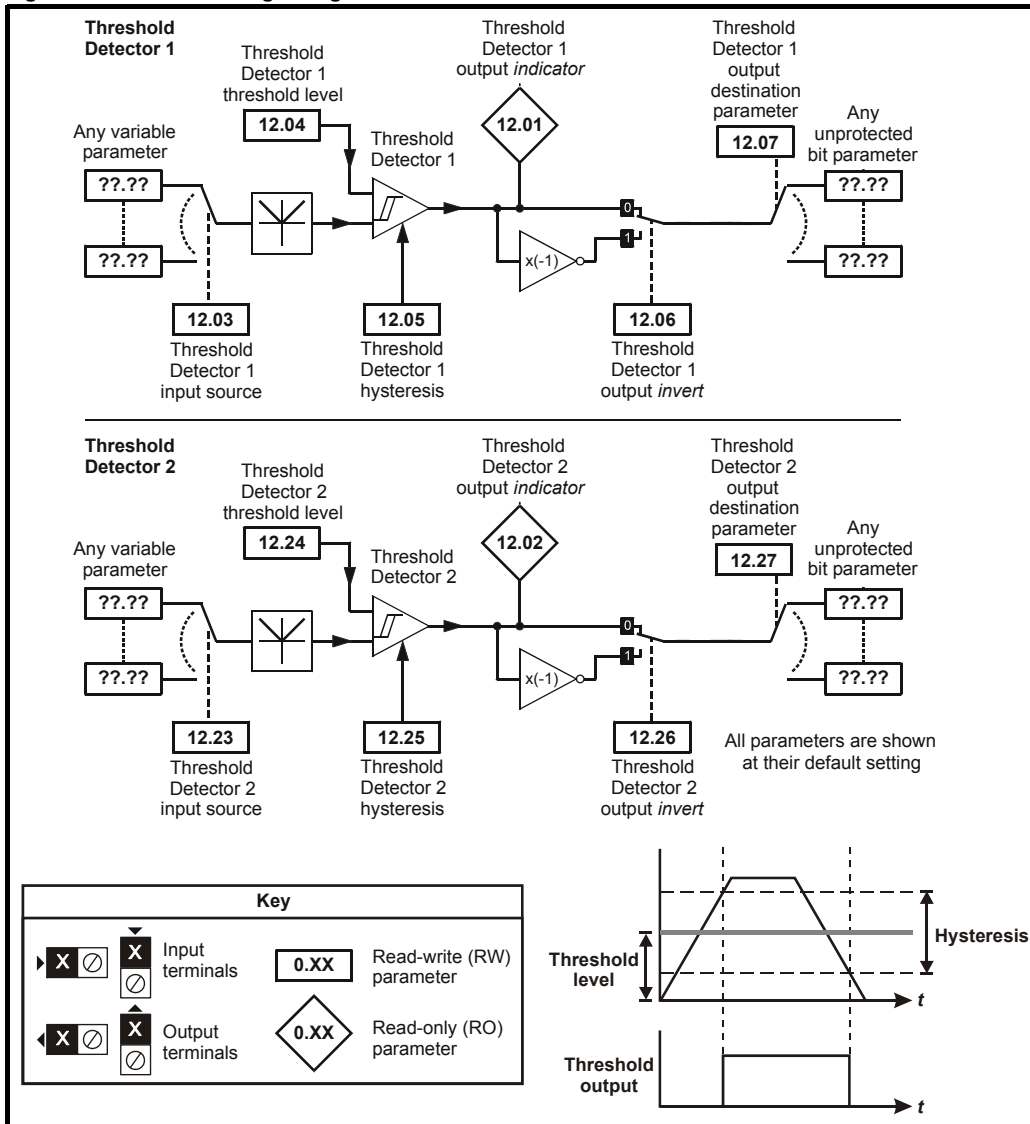 Threshold
Detector 1
Threshold
Detector 1
threshold level
12.04
Threshold
Detector 1
output indicator
12.01
Threshold
Detector 1
output
destination
parameter
12.07
Any variable
parameter
??.??
??.??
Threshold
Detector 1
Any
unprotected
bit parameter
??.??
??.??
0
1
x(-1)
12.03
Threshold
Detector 1
input source
12.05
Threshold
Detector 1
hysteresis
12.06
Threshold
Detector 1
output invert
Threshold
Detector 2
Threshold
Detector 2
threshold level
12.24
Threshold
Detector 2
output indicator
12.02
Threshold
Detector 2
output
destination
parameter
12.27
Any variable
parameter
??.??
??.??
Threshold
Detector 2
Any
unprotected
bit parameter
??.??
??.??
0
1
x(-1)
12.23
Threshold
Detector 2
input source
12.25
Threshold
Detector 2
hysteresis
12.26
Threshold
Detector 2
output invert
All parameters are shown
at their default setting
Key
X
X
Input
terminals
0.XX
Read-write (RW)
parameter
X
X
Output
terminals
0.XX
Read-only (RO)
parameter
Threshold
level
Hysteresis
t
Threshold
output
t